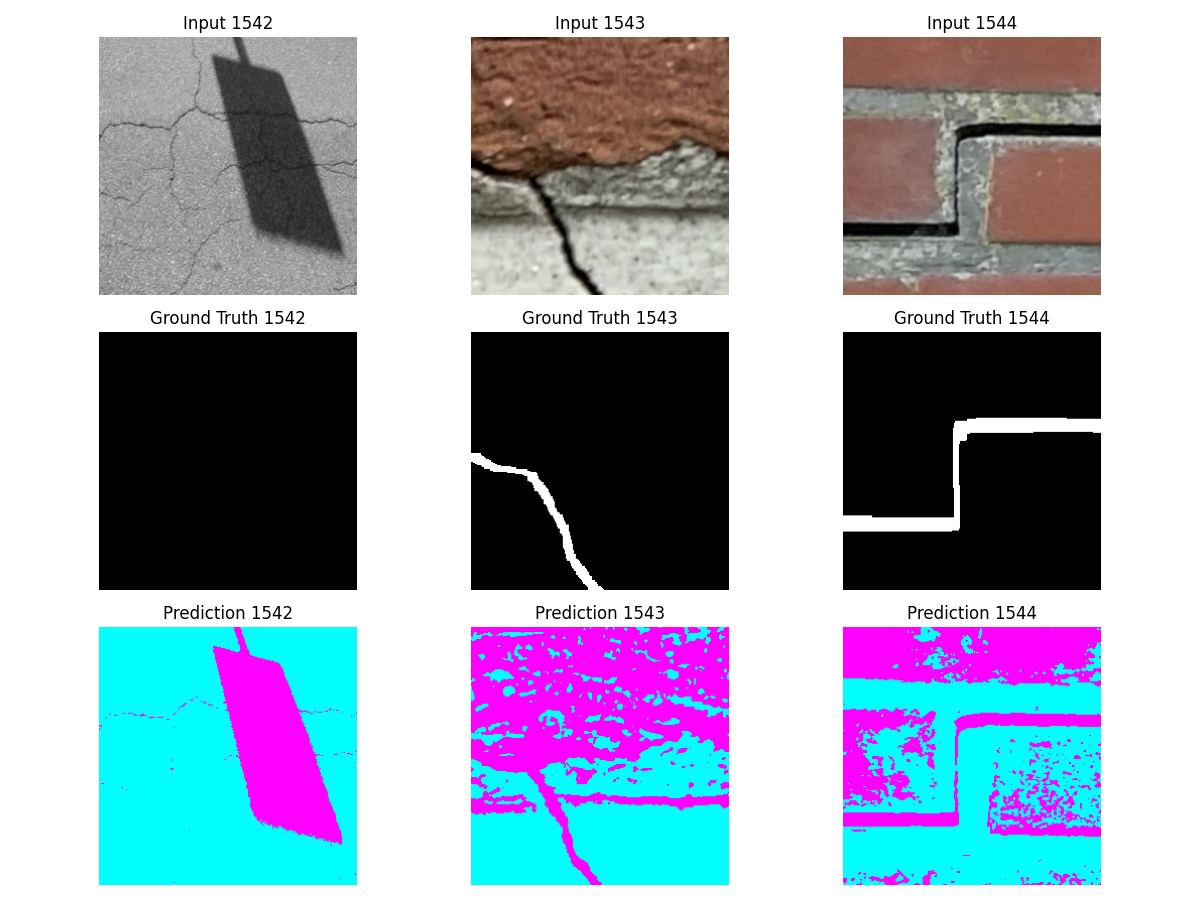 Input 1542
Input 1543
Input 1544
Ground Truth 1542
Ground Truth 1543
Ground Truth 1544
Prediction 1542
Prediction 1543
Prediction 1544